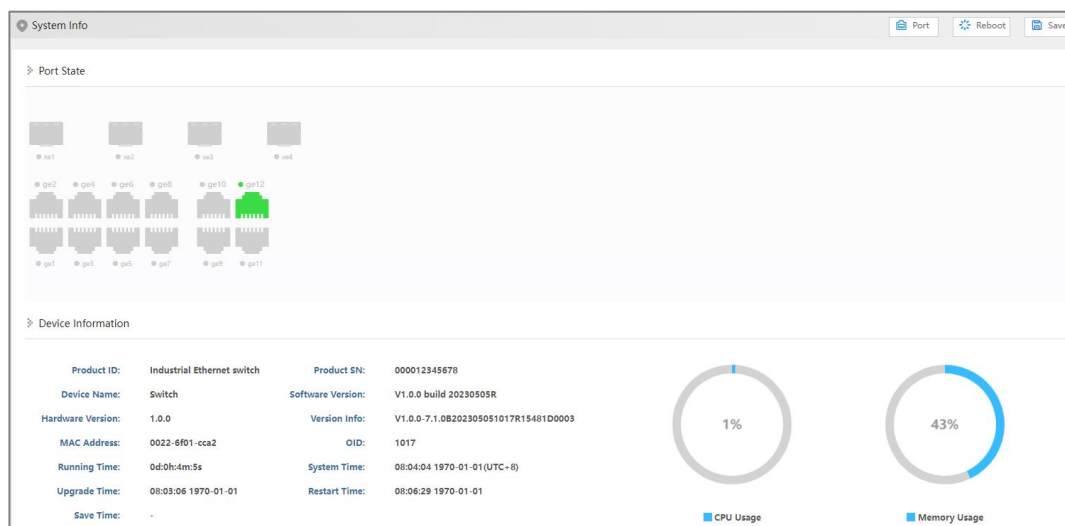 System Info Port Reboot Save
Port State
xe1 xe2 xe3 xe4
ge2 ge4 ge6 ge8 ge10 ge12
ge1 ge3 ge5 ge7 ge9 ge11
Device Information
Product ID: Industrial Ethernet switch Product SN: 000012345678
Device Name: Switch Software Version: V1.0.0 build 20230505R
Hardware Version: 1.0.0 Version Info: V1.0.0-7.1.0B202305051017R15481D0003
MAC Address: 0022-6f01-cca2 OID: 1017
Running Time: 0d:0h:4m:5s System Time: 08:04:04 1970-01-01(UTC+8)
Upgrade Time: 08:03:06 1970-01-01 Restart Time: 08:06:29 1970-01-01
Save Time: -
1% 43%
CPU Usage Memory Usage